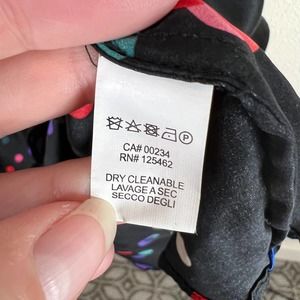 P
CA# 00234
RN# 125462
DRY CLEANABLE
LAVAGE A SEC
SECCO DEGLI